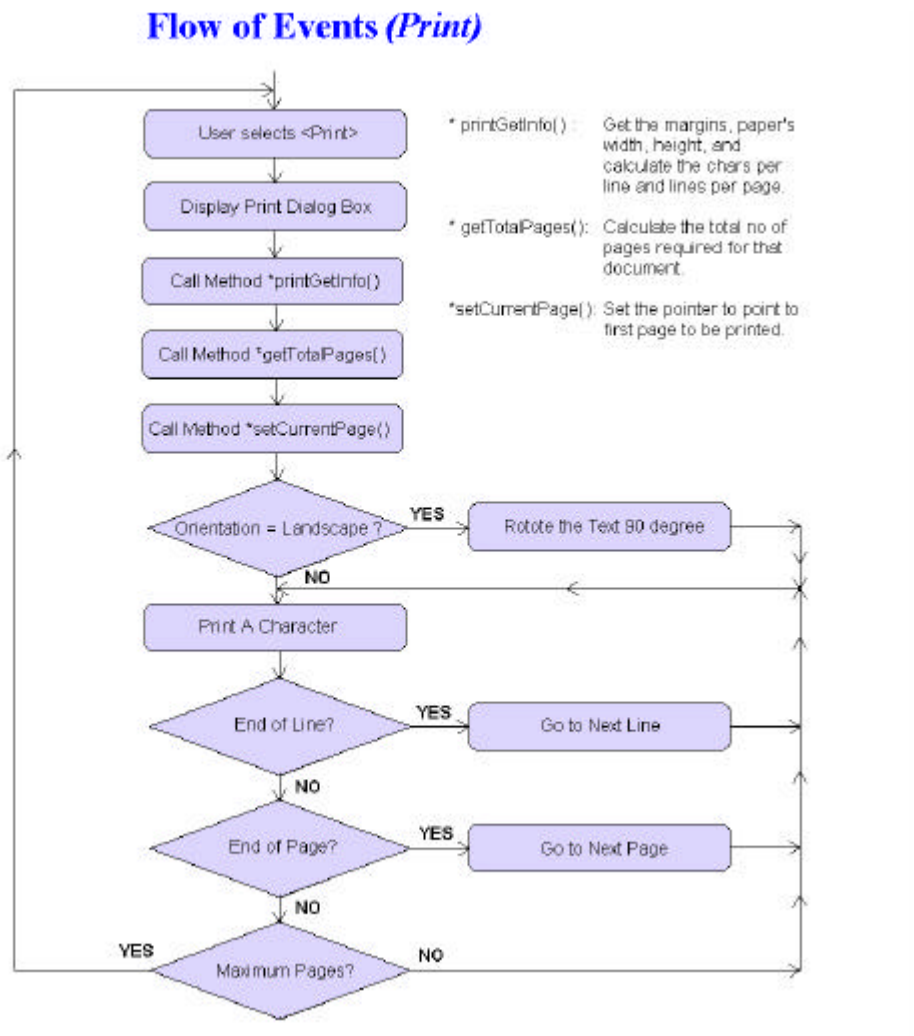 Flow of Events (Print)
User selects <Print>
Display Print Dialog Box
Call Method *printGetInfo()
Call Method *getTotalPages()
Call Method *setCurrentPage()
* printGetInfo() : Get the margins, paper's
width, height, and
calculate the chars per
line and lines per page.
* getTotalPages(): Calculate the total no of
pages required for that
document.
*setCurrentPage(): Set the pointer to point to
first page to be printed.
Orientation = Landscape ?
YES
Rotote the Text 90 degree
NO
Print A Character
End of Line?
YES
Go to Next Line
NO
End of Page?
YES
Go to Next Page
NO
YES
Maximum Pages?
NO